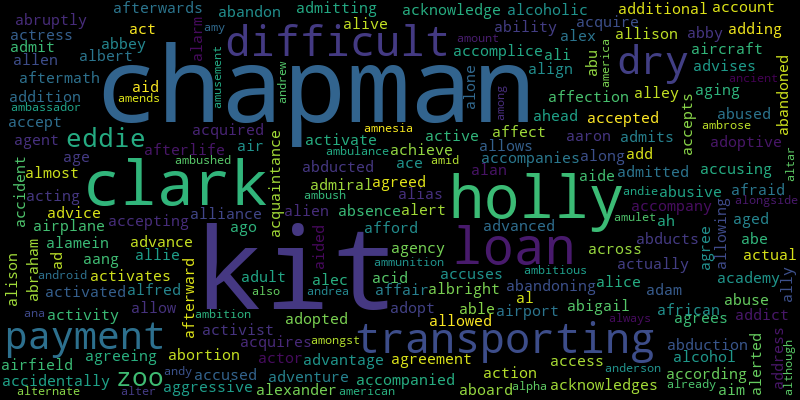 afterwards abandon admitting acknowledge alcoholic additional account
abruptly act alarm amy alive amount ability acquire adding
actress difficult accomplice alex allison abby aircraft
admit abbey chapman ali abu america dry advises
allen albert amusement andrew alone align ancient
aftermath aid among affection alley aging abandoned
addition amends ahead accepted accepts abused
ambassador acquired amnesia active affect aaron admits ambrose
accept eddie activate achieve allows along add adoptive
agent afterlife air ambulance amid accompanies admitted accusing
age ambushed acquaintance abducted ace alan aide altar
almost clark admiral agreed holly andie abusive afraid
accident acting ambush alias amulet accompany alongside
advice accepting alliance alien absence alert advanced ah aged
airplane ago afford across agree allowing abe
alamein allie advance aided kit agency loan actually abducts actual
alison abraham ad aang ammunition accuses ambitious academy
android activates adult acid abandoning alice adam ally
activated alfred also alec andrea affair albright al african abuse
ana activity allow afterward ambition adopt able airport abigail agrees addict
payment activist adopted allowed always
agreeing abortion acquires amongst transporting abduction address
airfield actor advantage agreement access anderson alcohol alerted although
accidentally zoo andy accused adventure accompanied action according
alternate alter aggressive alexander american aboard alpha acknowledges already aim